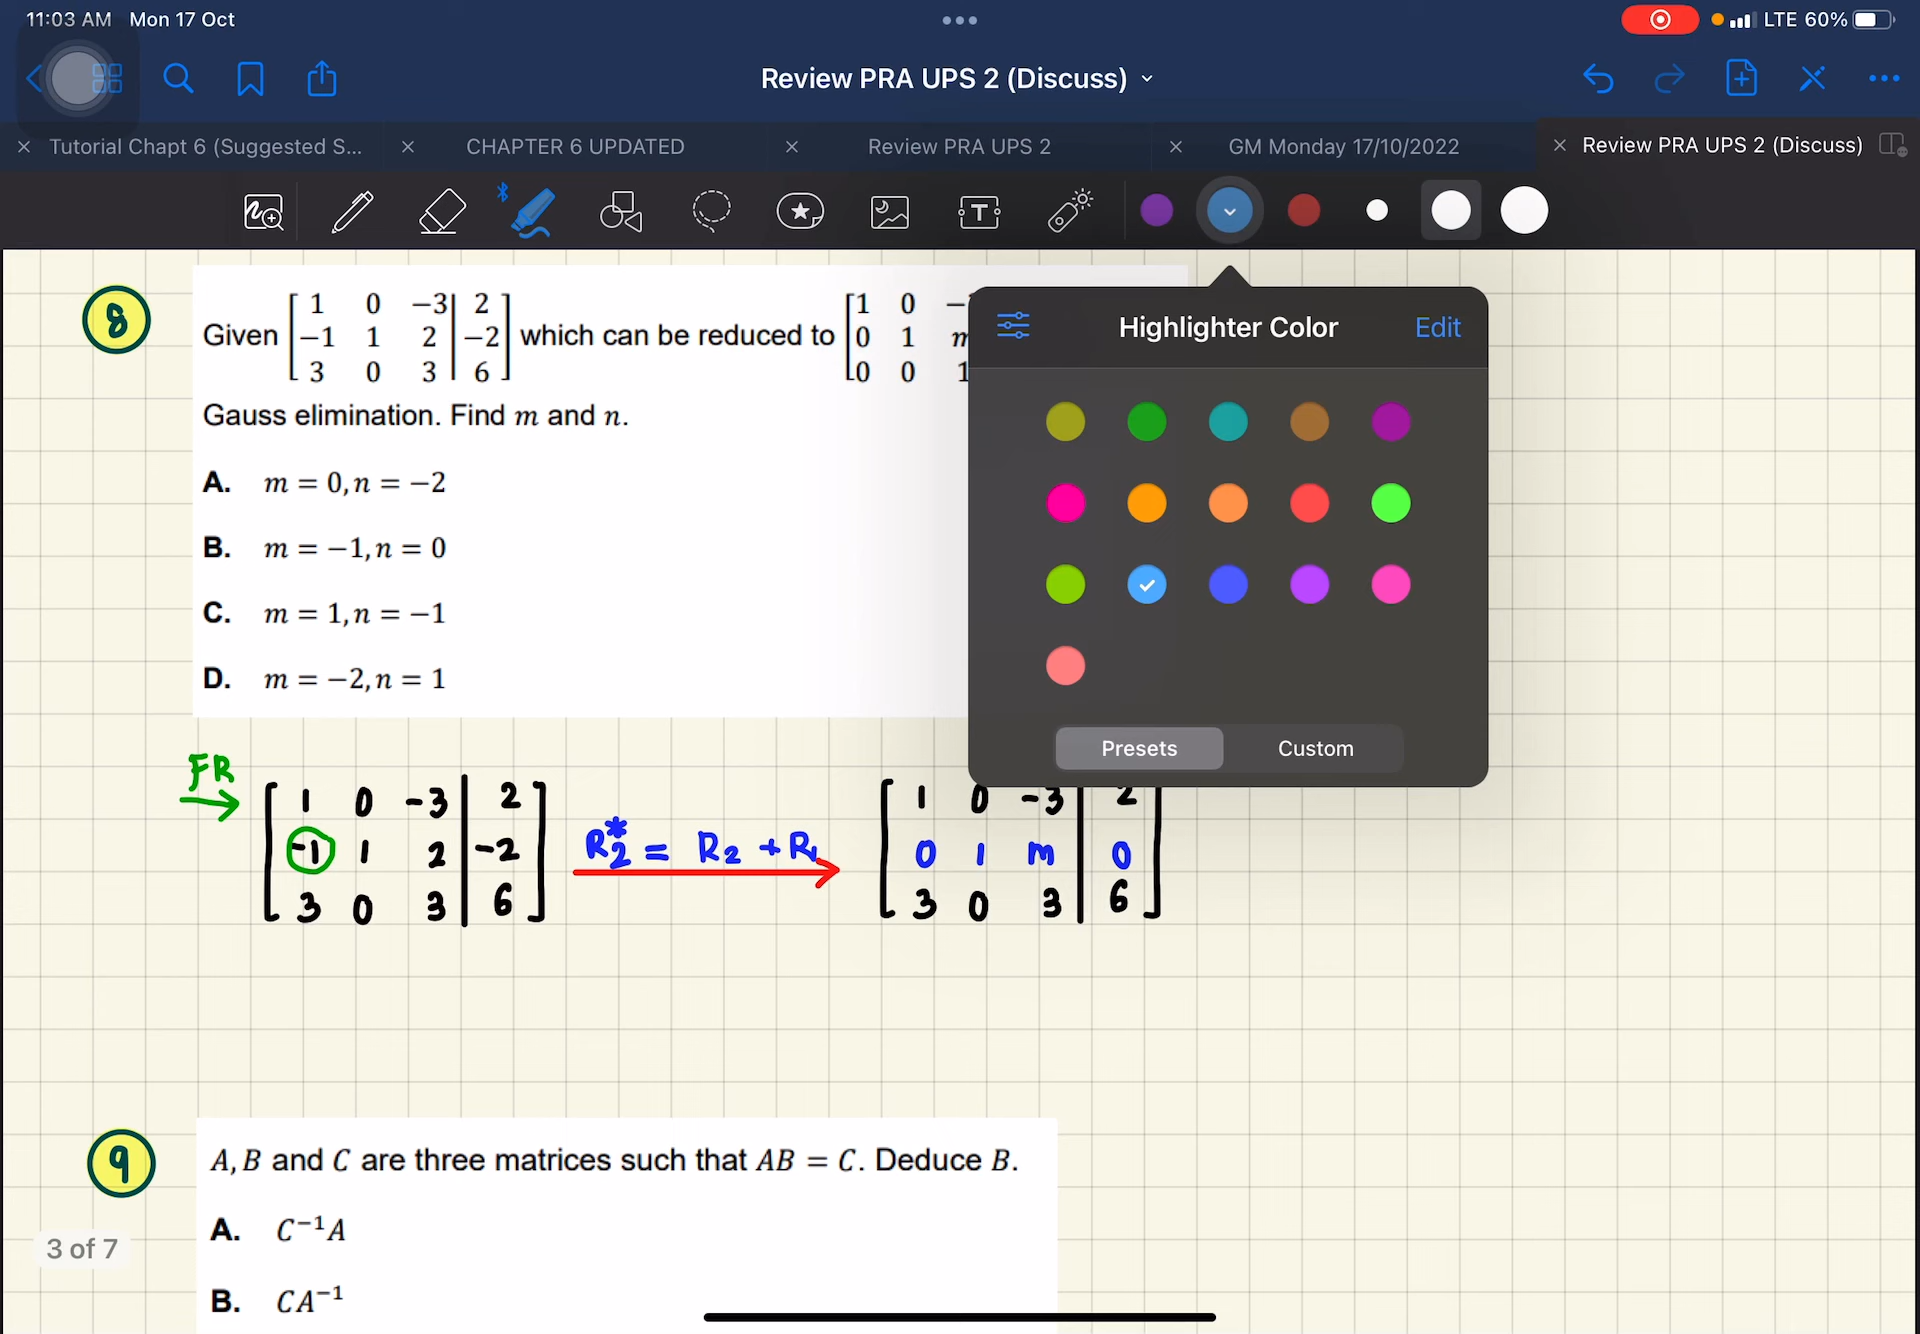 11:03 AM Mon 17 Oct
LTE 60%
Review PRA UPS 2 (Discuss)
Tutorial Chapt 6 (Suggested S...
CHAPTER 6 UPDATED
Review PRA UPS 2
GM Monday 17/10/2022
Review PRA UPS 2 (Discuss)
T
8
1 0 −3 | 2
Given −1 1 2 | −2 which can be reduced to
3 0 3 | 6
1 0
0 1 m
0 0 1
Gauss elimination. Find m and n.
A. m = 0, n = −2
B. m = −1, n = 0
C. m = 1, n = −1
D. m = −2, n = 1
Highlighter Color
Edit
Presets
Custom
FR
1 0 -3 | 2
-1 1 2 | -2
3 0 3 | 6
R₂* = R₂ + R₁
1 0 -3 | 2
0 1 m | 0
3 0 3 | 6
9
A, B and C are three matrices such that AB = C. Deduce B.
A. C⁻¹A
B. CA⁻¹
3 of 7